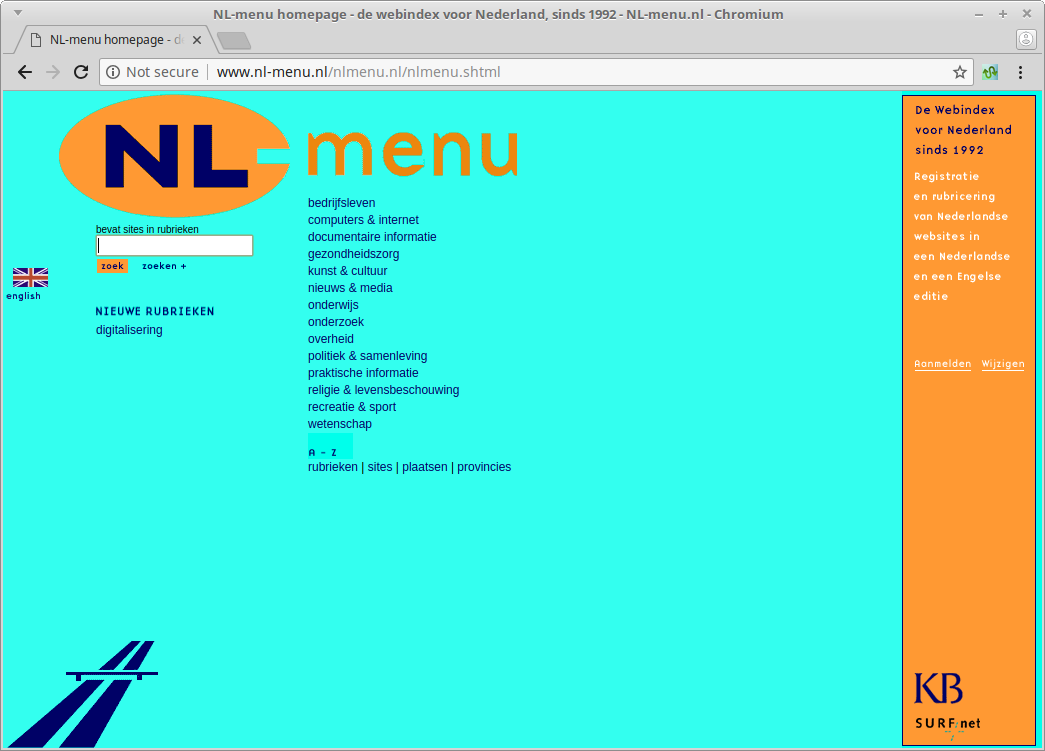 NL-menu homepage - de webindex voor Nederland, sinds 1992 - NL-menu.nl - Chromium
NL-menu homepage - de
Not secure
www.nl-menu.nl/nlmenu.nl/nlmenu.shtml
NL-menu
bevat sites in rubrieken
zoek zoeken +
english
NIEUWE RUBRIEKEN
digitalisering
bedrijfsleven
computers & internet
documentaire informatie
gezondheidszorg
kunst & cultuur
nieuws & media
onderwijs
onderzoek
overheid
politiek & samenleving
praktische informatie
religie & levensbeschouwing
recreatie & sport
wetenschap
A - Z
rubrieken | sites | plaatsen | provincies
De Webindex
voor Nederland
sinds 1992
Registratie
en rubricering
van Nederlandse
websites in
een Nederlandse
en een Engelse
editie
Aanmelden Wijzigen
KB
SURFnet